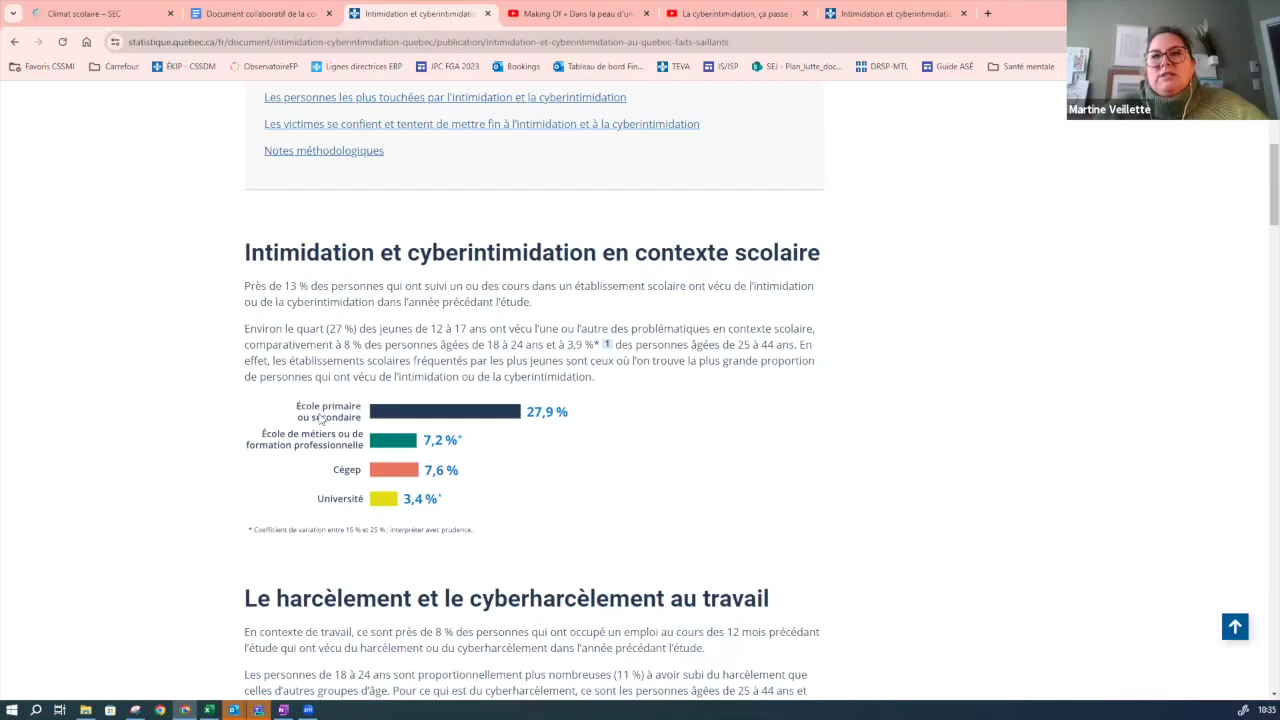 Climat scolaire – SEC
Document collaboratif de la co
Intimidation et cyberintimidatio
Making Of « Dans la peau d'un
La cyberintimidation, ça passe p
Intimidation et cyberintimidatio
statistique.quebec.ca/fr/document/intimidation-cyberintimidation-quebec/publication/intimidation-et-cyberintimidation-au-quebec-faits-saillants
Favoris CSSMI
Carrefour
ÉKIP - CSSDM
ObservatoireFP
Lignes directrices EBP
JPC FGA 2023
Bookings
Tableau de bord Fin...
TEVA
IS/ISP
SEJ - Plan_lutte_doc...
DRSP-MTL
Guide ASÉ
Santé mentale
Martine Veillette
Les personnes les plus touchées par l'intimidation et la cyberintimidation
Les victimes se confient et tentent de mettre fin à l'intimidation et à la cyberintimidation
Notes méthodologiques
Intimidation et cyberintimidation en contexte scolaire
Près de 13 % des personnes qui ont suivi un ou des cours dans un établissement scolaire ont vécu de l'intimidation
ou de la cyberintimidation dans l'année précédant l'étude.
Environ le quart (27 %) des jeunes de 12 à 17 ans ont vécu l'une ou l'autre des problématiques en contexte scolaire,
comparativement à 8 % des personnes âgées de 18 à 24 ans et à 3,9 %* 1 des personnes âgées de 25 à 44 ans. En
effet, les établissements scolaires fréquentés par les plus jeunes sont ceux où l'on trouve la plus grande proportion
de personnes qui ont vécu de l'intimidation ou de la cyberintimidation.
École primaire
ou secondaire
27,9 %
École de métiers ou de
formation professionnelle
7,2 %*
Cégep
7,6 %
Université
3,4 %*
* Coefficient de variation entre 15 % et 25 % ; interpréter avec prudence.
Le harcèlement et le cyberharcèlement au travail
En contexte de travail, ce sont près de 8 % des personnes qui ont occupé un emploi au cours des 12 mois précédant
l'étude qui ont vécu du harcèlement ou du cyberharcèlement dans l'année précédant l'étude.
Les personnes de 18 à 24 ans sont proportionnellement plus nombreuses (11 %) à avoir subi du harcèlement que
celles d'autres groupes d'âge. Pour ce qui est du cyberharcèlement, ce sont les personnes âgées de 25 à 44 ans et
10:35